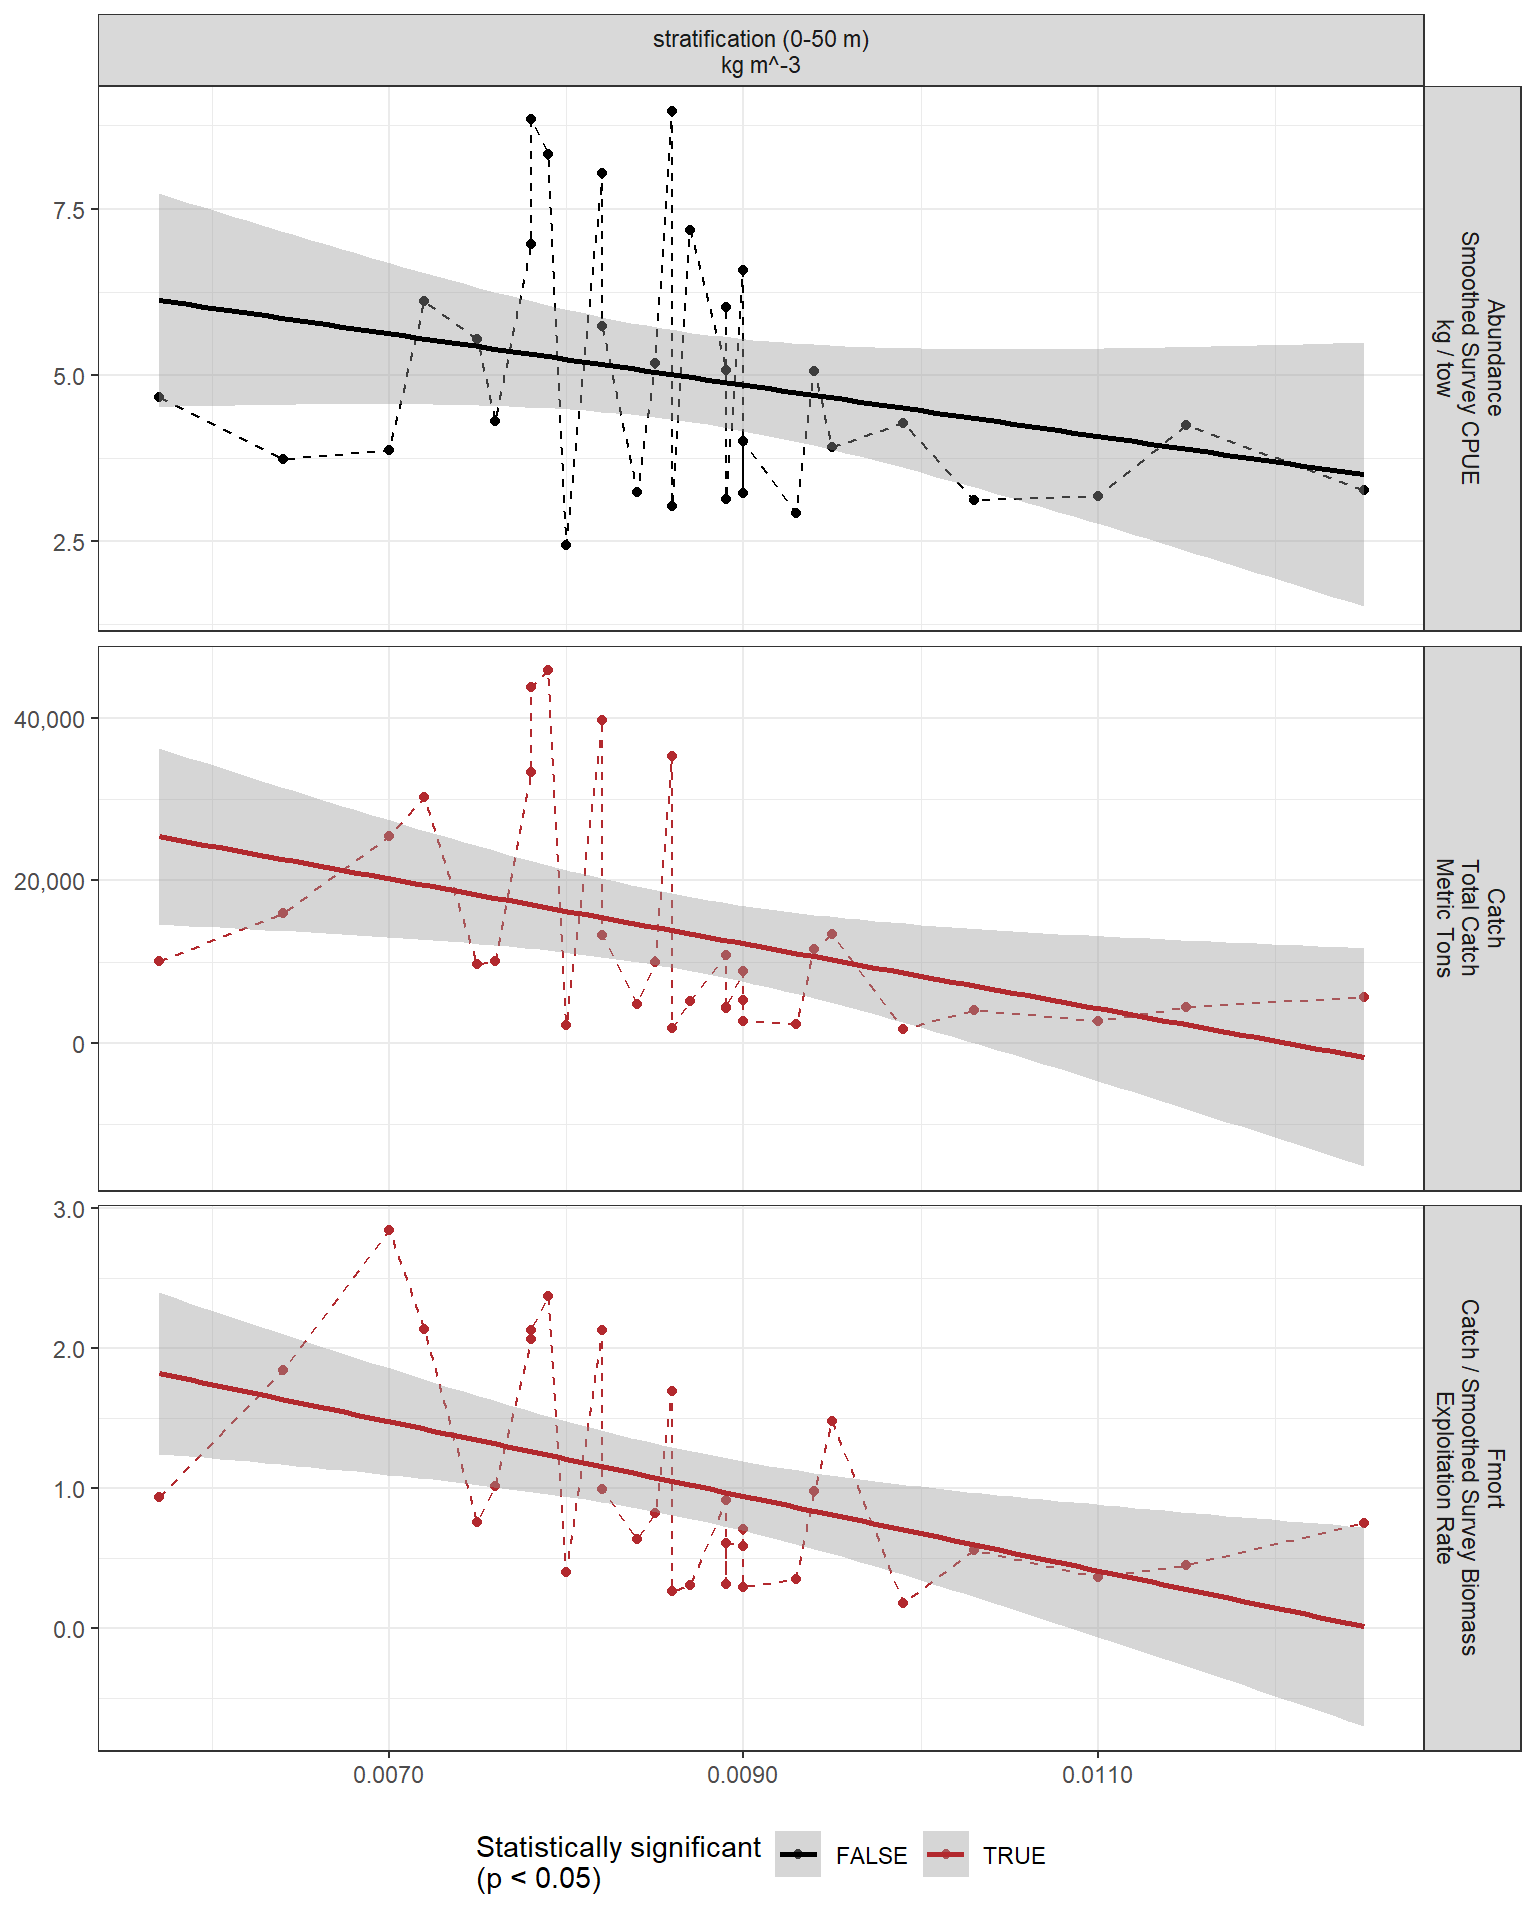 stratification (0-50 m)
kg m^-3
7.5
5.0
2.5
Abundance
Smoothed Survey CPUE
kg / tow
40,000
20,000
0
Catch
Total Catch
Metric Tons
3.0
2.0
1.0
0.0
Fmort
Catch / Smoothed Survey Biomass
Exploitation Rate
0.0070
0.0090
0.0110
Statistically significant
(p < 0.05)
FALSE
TRUE